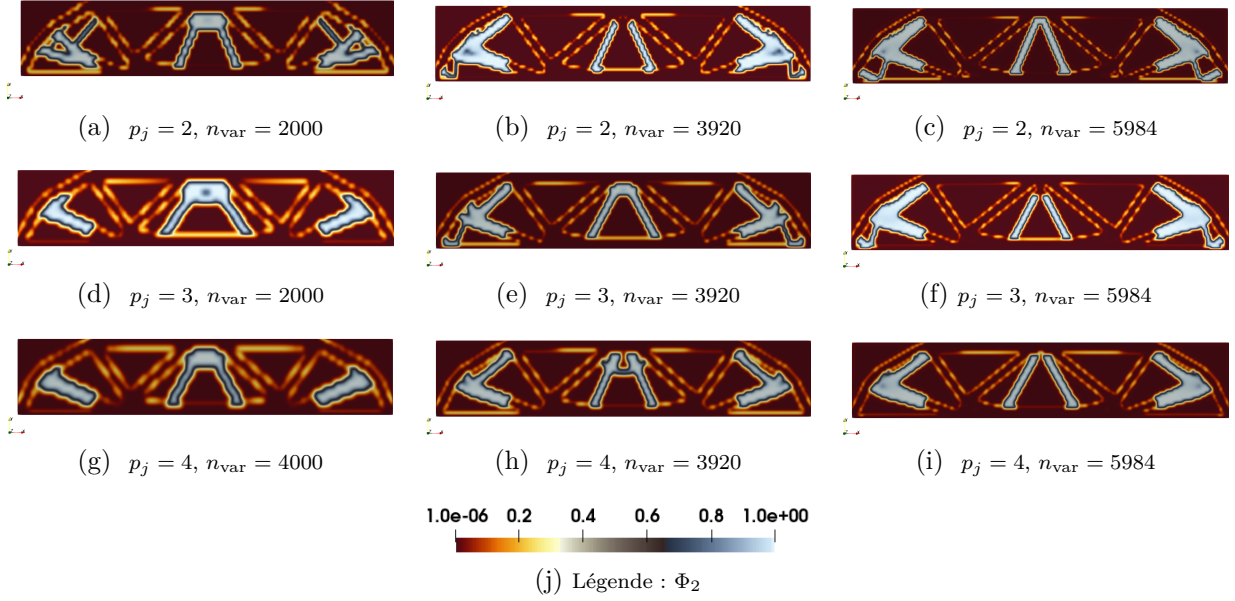 (a) p_j = 2, n_var = 2000
(b) p_j = 2, n_var = 3920
(c) p_j = 2, n_var = 5984
(d) p_j = 3, n_var = 2000
(e) p_j = 3, n_var = 3920
(f) p_j = 3, n_var = 5984
(g) p_j = 4, n_var = 4000
(h) p_j = 4, n_var = 3920
(i) p_j = 4, n_var = 5984
1.0e-06 0.2 0.4 0.6 0.8 1.0e+00
(j) Légende : Φ₂